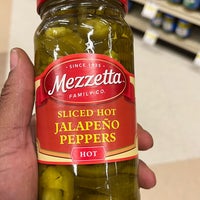 • SINCE 1935 •
Mezzetta
FAMILY CO.
SLICED HOT
JALAPEÑO
PEPPERS
HOT